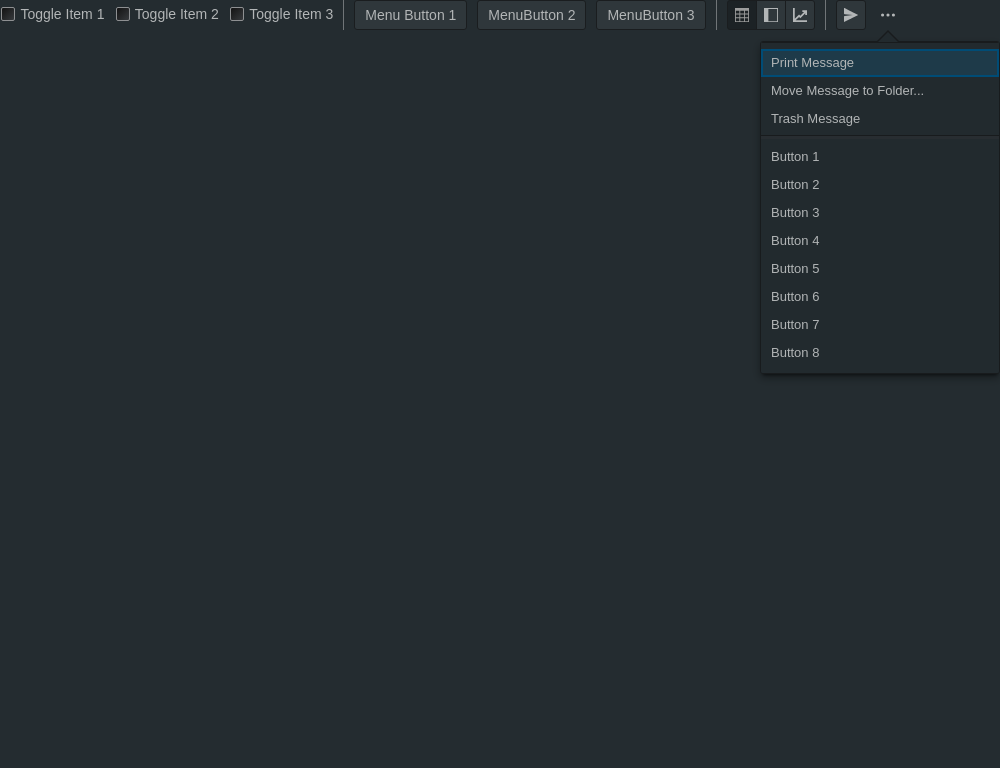 Toggle Item 1 Toggle Item 2 Toggle Item 3 Menu Button 1 MenuButton 2 MenuButton 3
Print Message
Move Message to Folder...
Trash Message
Button 1
Button 2
Button 3
Button 4
Button 5
Button 6
Button 7
Button 8